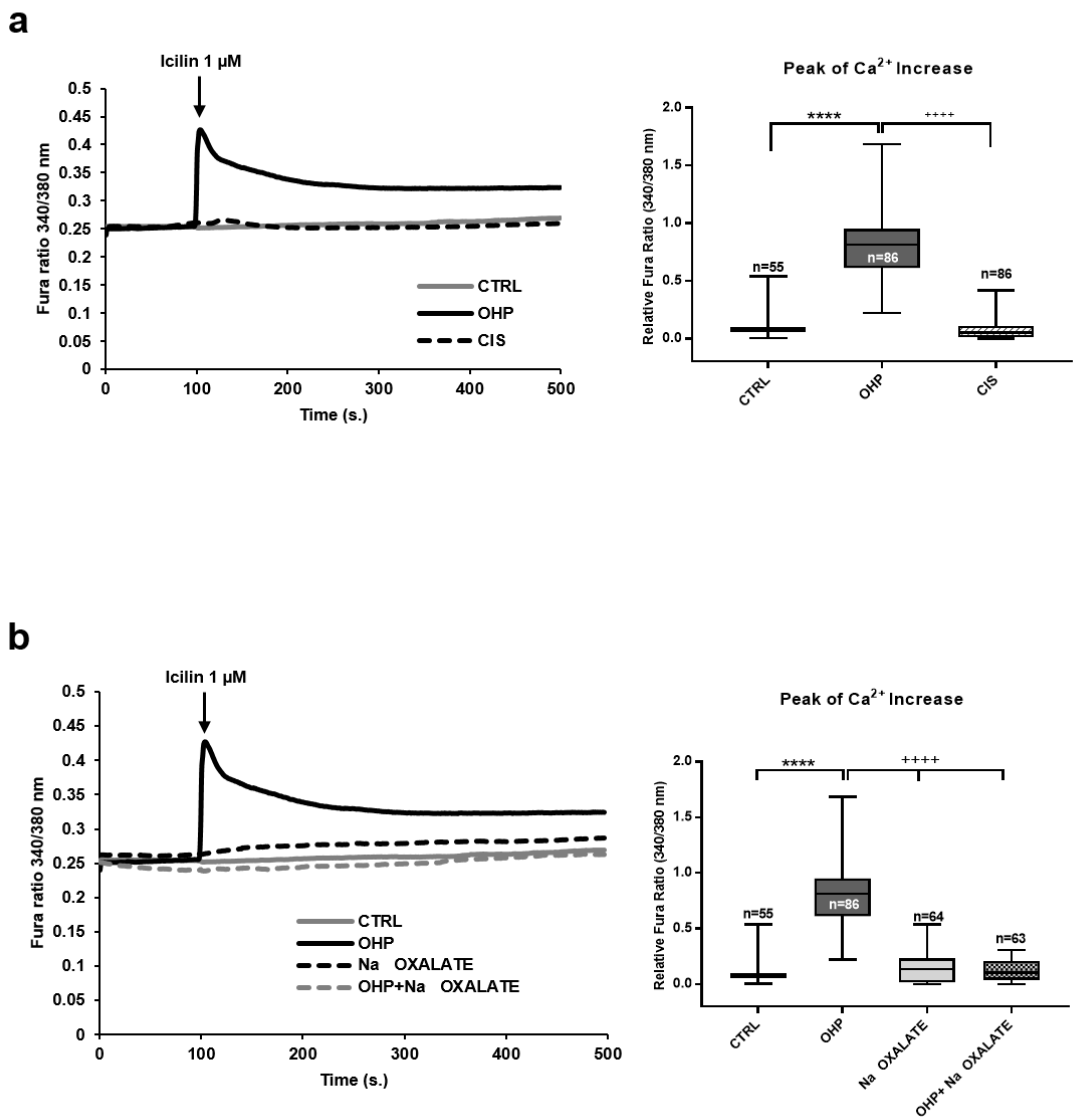 a
Icilin 1 µM
Fura ratio 340/380 nm
0.5
0.45
0.4
0.35
0.3
0.25
0.2
0.15
0.1
0.05
0
0 100 200 300 400 500
Time (s.)
CTRL
OHP
CIS
Peak of Ca2+ Increase
Relative Fura Ratio (340/380 nm)
2.0
1.5
1.0
0.5
0.0
**** ++++
n=55
n=86
n=86
CTRL
OHP
CIS
b
Icilin 1 µM
Fura ratio 340/380 nm
0.5
0.45
0.4
0.35
0.3
0.25
0.2
0.15
0.1
0.05
0
0 100 200 300 400 500
Time (s.)
CTRL
OHP
Na OXALATE
OHP+Na OXALATE
Peak of Ca2+ Increase
Relative Fura Ratio (340/380 nm)
2.0
1.5
1.0
0.5
0.0
**** ++++
n=55
n=86
n=64
n=63
CTRL
OHP
Na OXALATE
OHP+ Na OXALATE